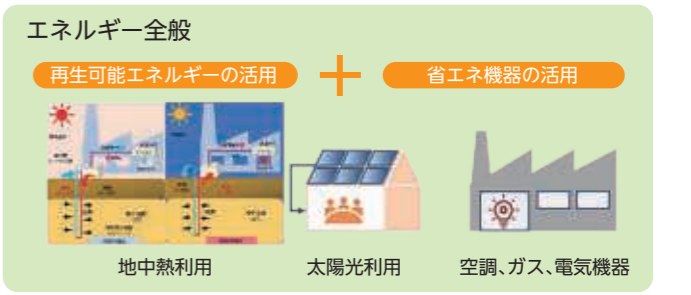 エネルギー全般
再生可能エネルギーの活用
省エネ機器の活用
地中熱利用
太陽光利用
空調、ガス、電気機器